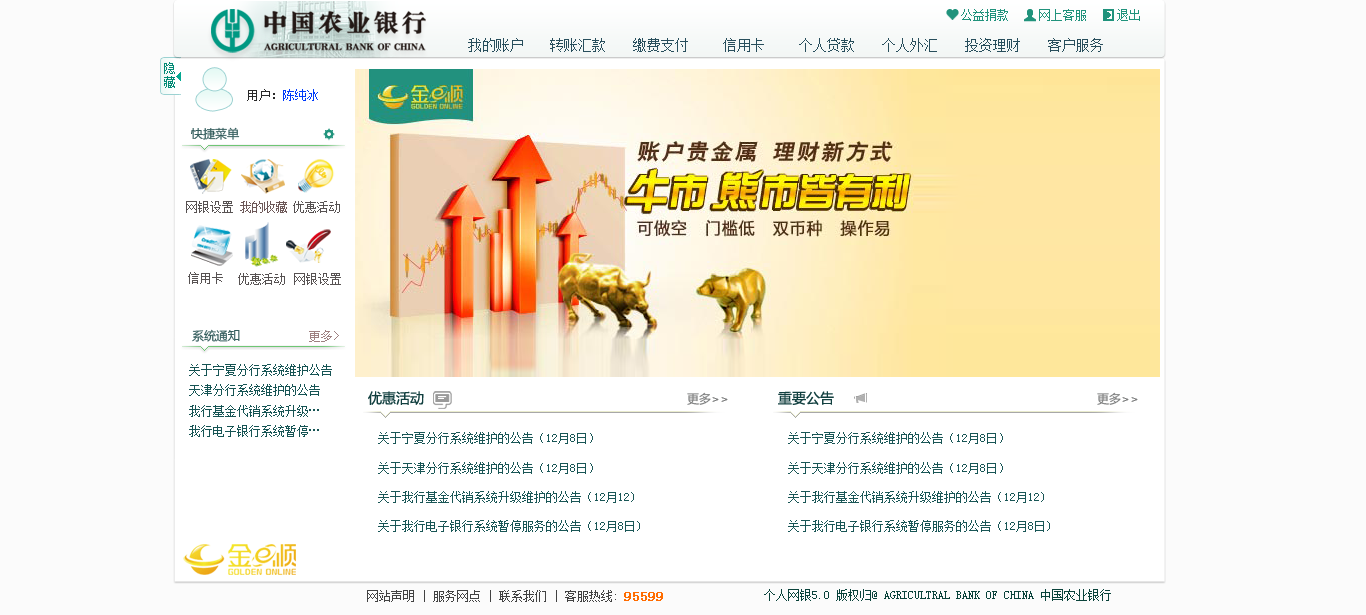 中国农业银行
AGRICULTURAL BANK OF CHINA
公益捐款 网上客服 退出
我的账户 转账汇款 缴费支付 信用卡 个人贷款 个人外汇 投资理财 客户服务
隐藏
用户：陈纯冰
快捷菜单
网银设置 我的收藏 优惠活动
信用卡 优惠活动 网银设置
系统通知 更多>
关于宁夏分行系统维护公告
天津分行系统维护的公告
我行基金代销系统升级…
我行电子银行系统暂停…
金e顺
GOLDEN ONLINE
金e顺
GOLDEN ONLINE
账户贵金属 理财新方式
牛市 熊市皆有利
可做空 门槛低 双币种 操作易
优惠活动 更多>>
关于宁夏分行系统维护的公告（12月8日）
关于天津分行系统维护的公告（12月8日）
关于我行基金代销系统升级维护的公告（12月12）
关于我行电子银行系统暂停服务的公告（12月8日）
重要公告 更多>>
关于宁夏分行系统维护的公告（12月8日）
关于天津分行系统维护的公告（12月8日）
关于我行基金代销系统升级维护的公告（12月12）
关于我行电子银行系统暂停服务的公告（12月8日）
网站声明 | 服务网点 | 联系我们 | 客服热线：95599
个人网银5.0 版权归@ AGRICULTRAL BANK OF CHINA 中国农业银行